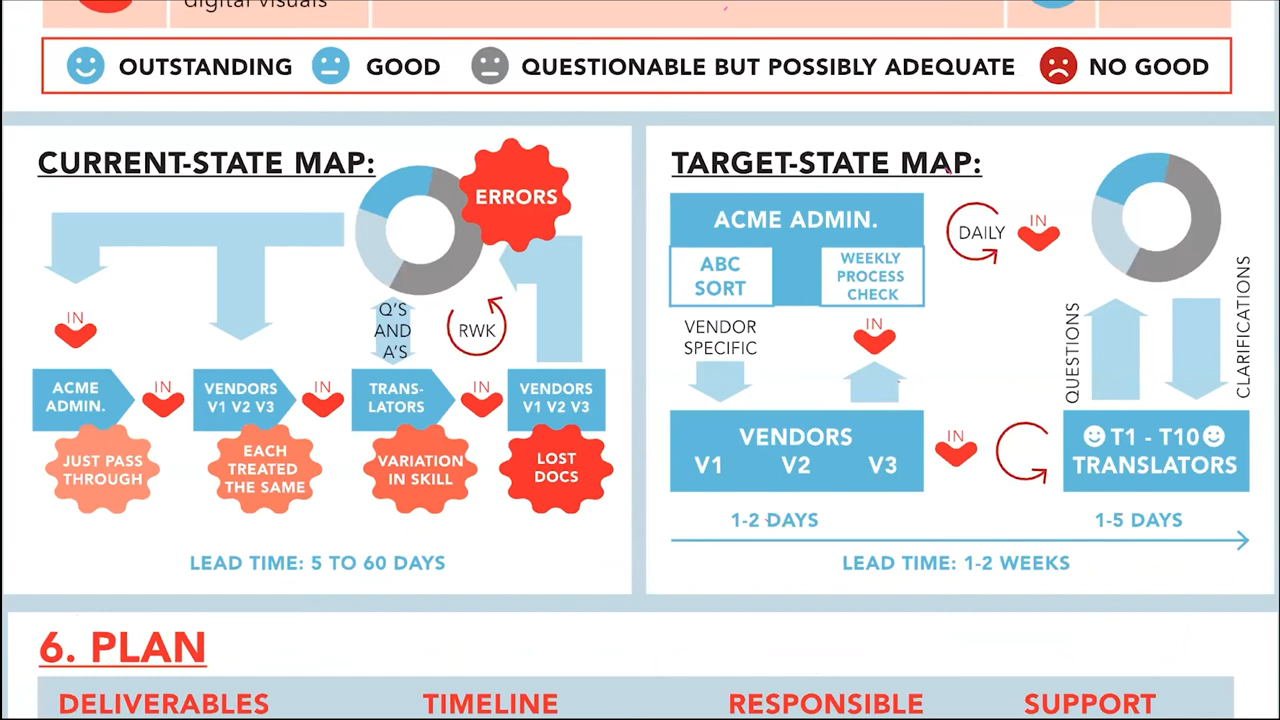 digital visuals
OUTSTANDING
GOOD
QUESTIONABLE BUT POSSIBLY ADEQUATE
NO GOOD
CURRENT-STATE MAP:
ERRORS
IN
Q'S
AND
A'S
RWK
ACME
ADMIN.
IN
VENDORS
V1 V2 V3
IN
TRANS-
LATORS
IN
VENDORS
V1 V2 V3
JUST PASS
THROUGH
EACH
TREATED
THE SAME
VARIATION
IN SKILL
LOST
DOCS
LEAD TIME: 5 TO 60 DAYS
TARGET-STATE MAP:
ACME ADMIN.
ABC
SORT
WEEKLY
PROCESS
CHECK
DAILY
IN
VENDOR
SPECIFIC
IN
QUESTIONS
CLARIFICATIONS
VENDORS
V1 V2 V3
IN
T1 - T10
TRANSLATORS
1-2 DAYS
1-5 DAYS
LEAD TIME: 1-2 WEEKS
6. PLAN
DELIVERABLES
TIMELINE
RESPONSIBLE
SUPPORT